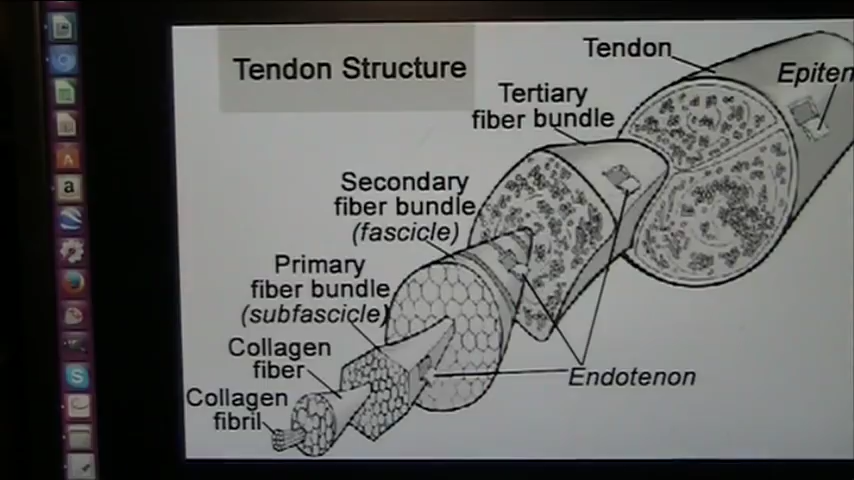 Tendon Structure
Tendon
Epiten
Tertiary
fiber bundle
Secondary
fiber bundle
(fascicle)
Primary
fiber bundle
(subfascicle)
Collagen
fiber
Collagen
fibril
Endotenon